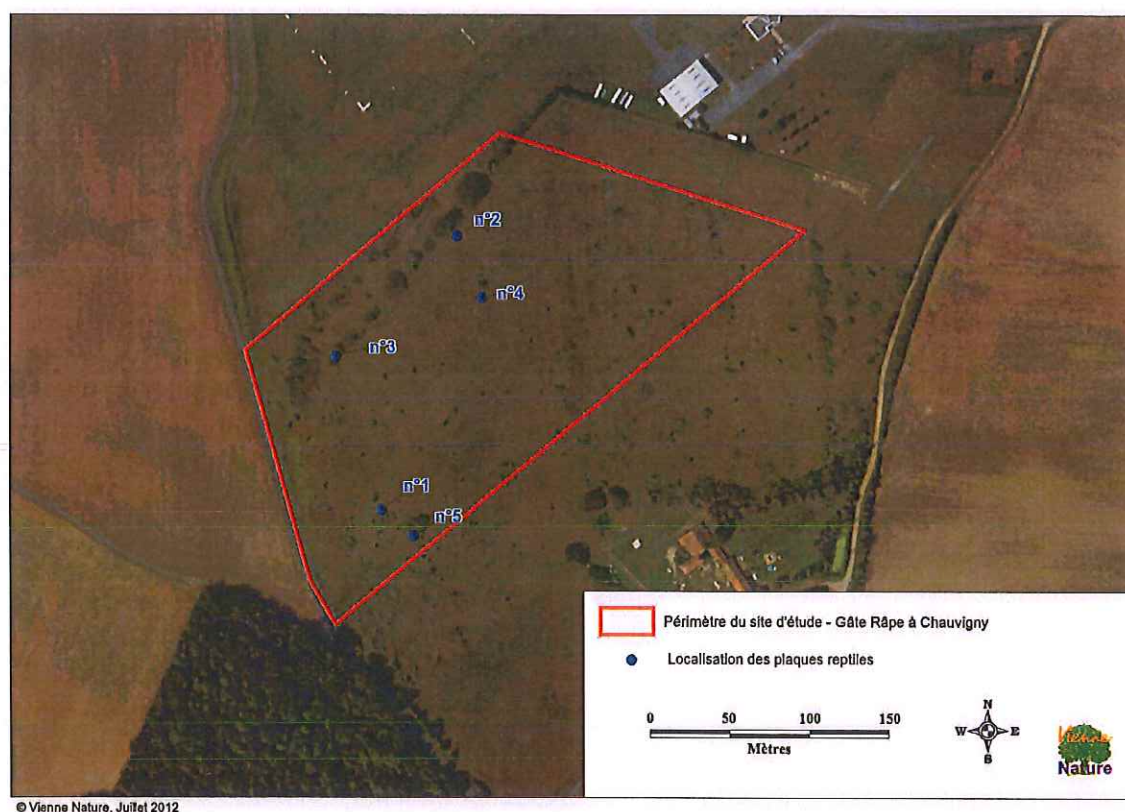 n°2
n°4
n°3
n°1
n°5
Périmètre du site d'étude - Gâte Râpe à Chauvigny
Localisation des plaques reptiles
0 50 100 150
Mètres
N
W E
S
Vienne
Nature
© Vienne Nature, Juillet 2012